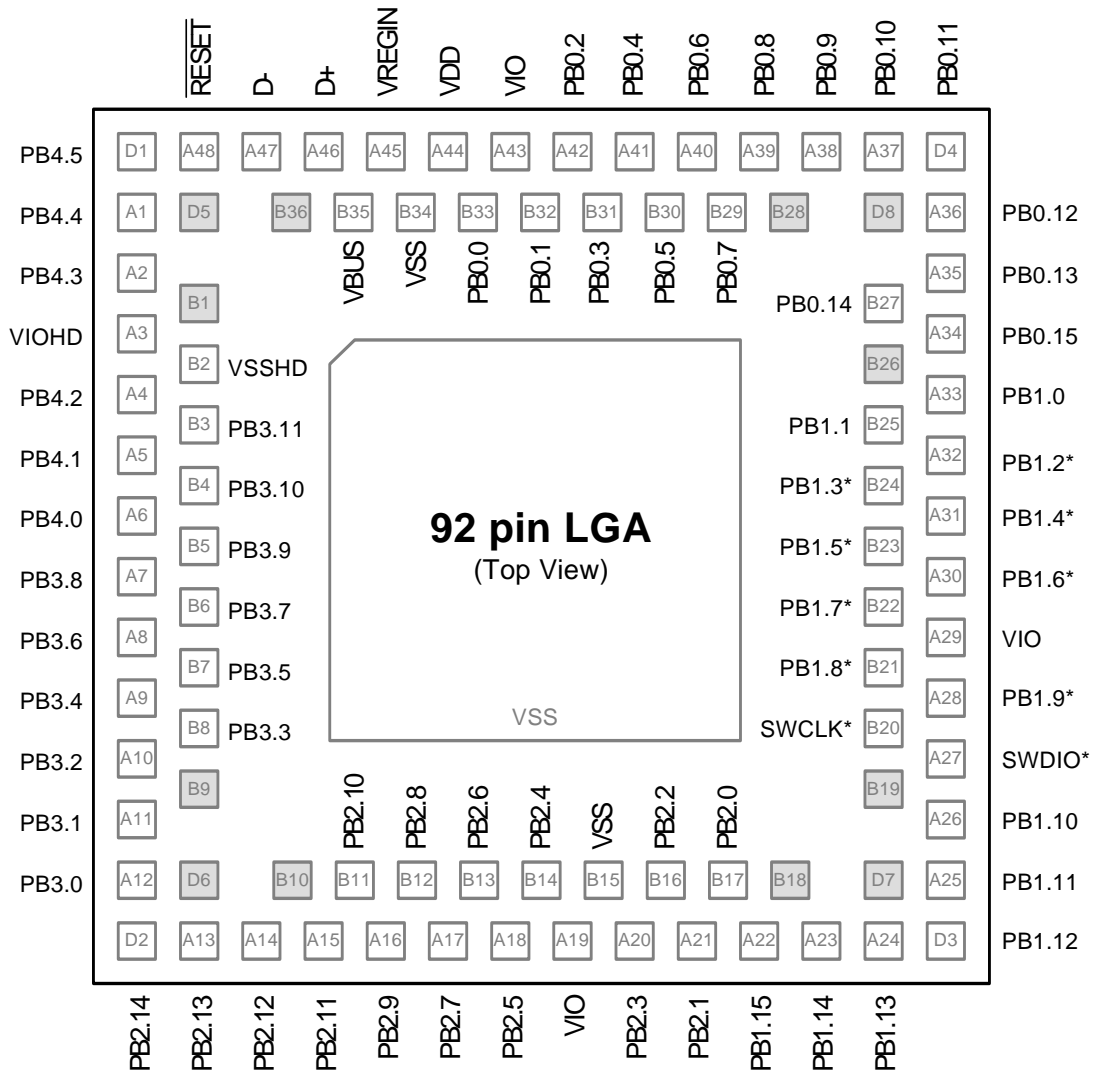 RESET D- D+ VREGIN VDD VIO PB0.2 PB0.4 PB0.6 PB0.8 PB0.9 PB0.10 PB0.11
PB4.5 D1 A48 A47 A46 A45 A44 A43 A42 A41 A40 A39 A38 A37 D4
PB4.4 A1 D5 B36 B35 B34 B33 B32 B31 B30 B29 B28 D8 A36 PB0.12
VBUS VSS PB0.0 PB0.1 PB0.3 PB0.5 PB0.7
PB4.3 A2 A35 PB0.13
B1 PB0.14 B27
VIOHD A3 A34 PB0.15
B2 VSSHD B26
PB4.2 A4 A33 PB1.0
B3 PB3.11 PB1.1 B25
PB4.1 A5 A32 PB1.2*
B4 PB3.10 PB1.3* B24
PB4.0 A6 A31 PB1.4*
92 pin LGA
B5 PB3.9 PB1.5* B23
(Top View)
PB3.8 A7 A30 PB1.6*
B6 PB3.7 PB1.7* B22
PB3.6 A8 A29 VIO
B7 PB3.5 PB1.8* B21
PB3.4 A9 A28 PB1.9*
VSS
B8 PB3.3 SWCLK* B20
PB3.2 A10 A27 SWDIO*
B9 B19
PB2.10 PB2.8 PB2.6 PB2.4 VSS PB2.2 PB2.0
PB3.1 A11 A26 PB1.10
PB3.0 A12 D6 B10 B11 B12 B13 B14 B15 B16 B17 B18 D7 A25 PB1.11
D2 A13 A14 A15 A16 A17 A18 A19 A20 A21 A22 A23 A24 D3 PB1.12
PB2.14 PB2.13 PB2.12 PB2.11 PB2.9 PB2.7 PB2.5 VIO PB2.3 PB2.1 PB1.15 PB1.14 PB1.13